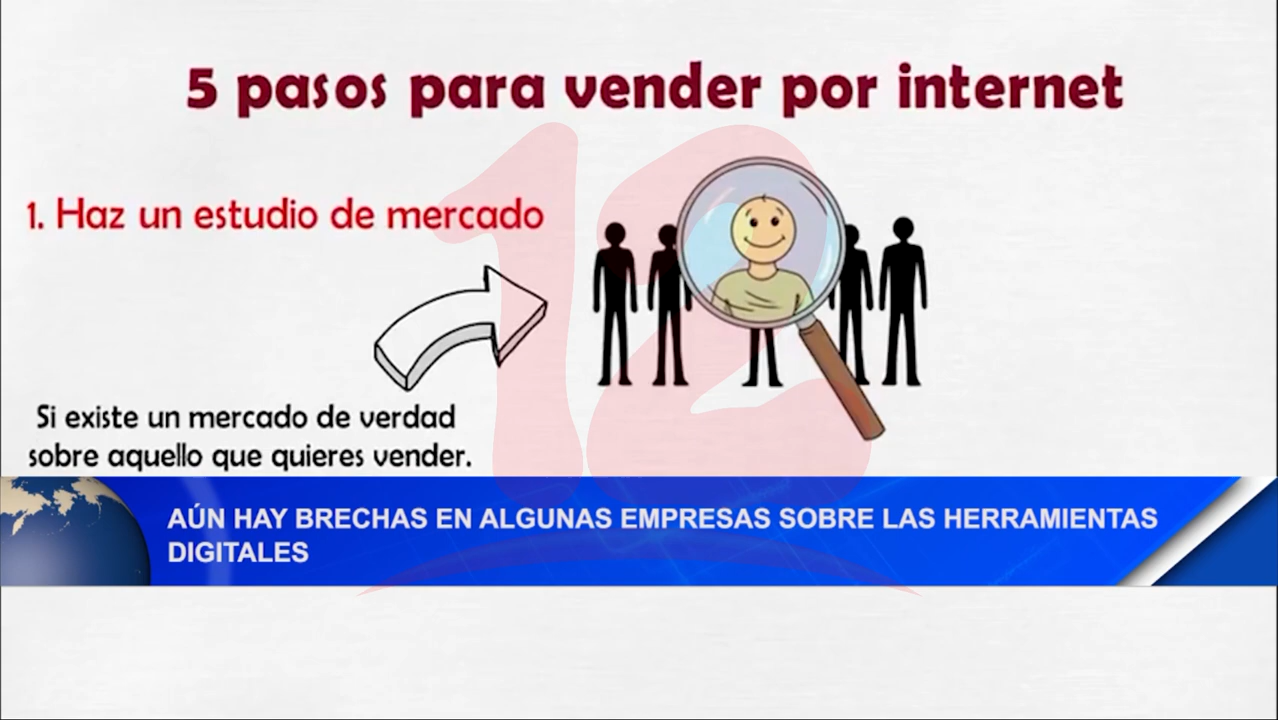 5 pasos para vender por internet
1. Haz un estudio de mercado
Si existe un mercado de verdad
sobre aquello que quieres vender.
AÚN HAY BRECHAS EN ALGUNAS EMPRESAS SOBRE LAS HERRAMIENTAS
DIGITALES
12